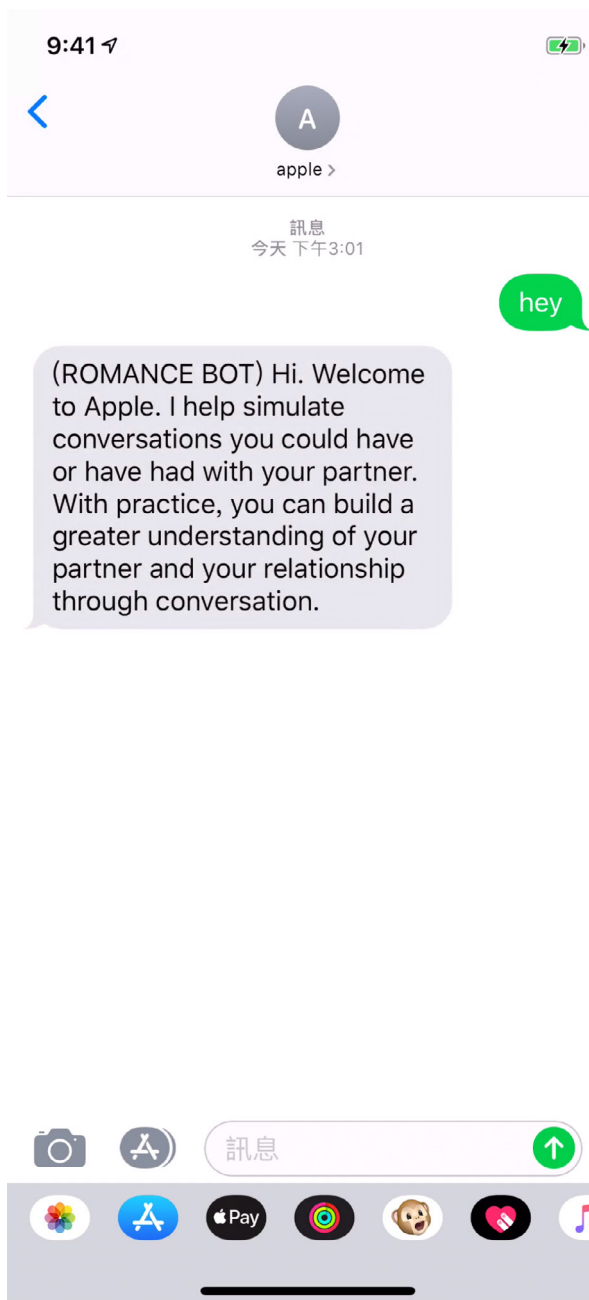 9:41
A
apple
訊息
今天 下午3:01
hey
(ROMANCE BOT) Hi. Welcome
to Apple. I help simulate
conversations you could have
or have had with your partner.
With practice, you can build a
greater understanding of your
partner and your relationship
through conversation.
訊息
Pay